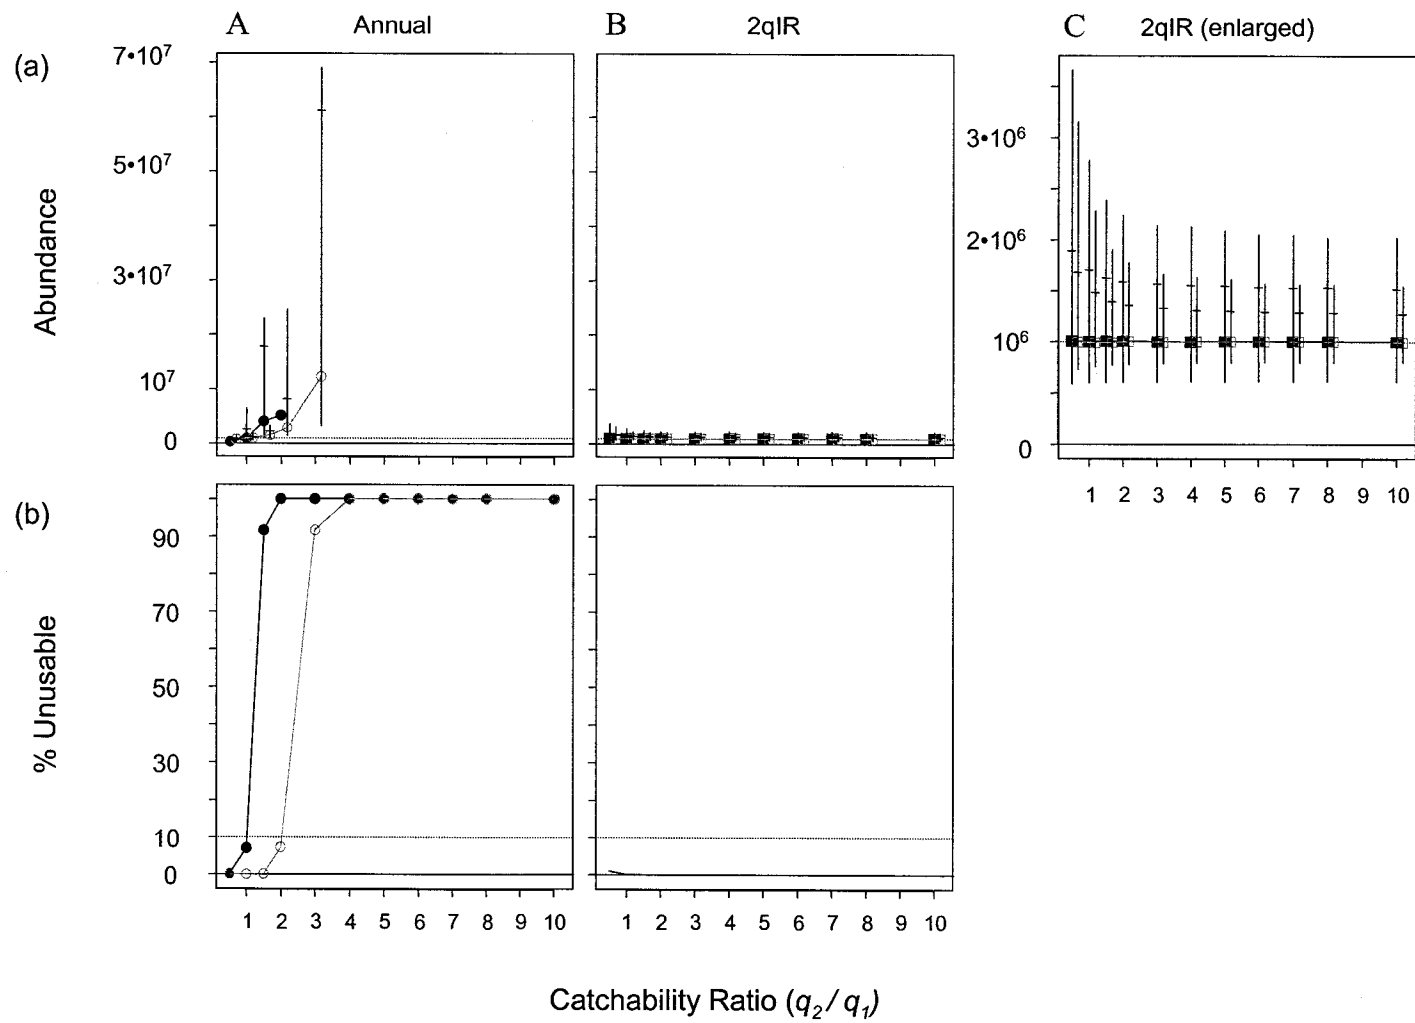 A Annual B 2qIR C 2qIR (enlarged)
(a)
Abundance
7•10⁷
5•10⁷
3•10⁷
10⁷
0
3•10⁶
2•10⁶
10⁶
0
1 2 3 4 5 6 7 8 9 10
(b)
% Unusable
90
70
50
30
10
0
1 2 3 4 5 6 7 8 9 10
1 2 3 4 5 6 7 8 9 10
Catchability Ratio (q₂ / q₁)